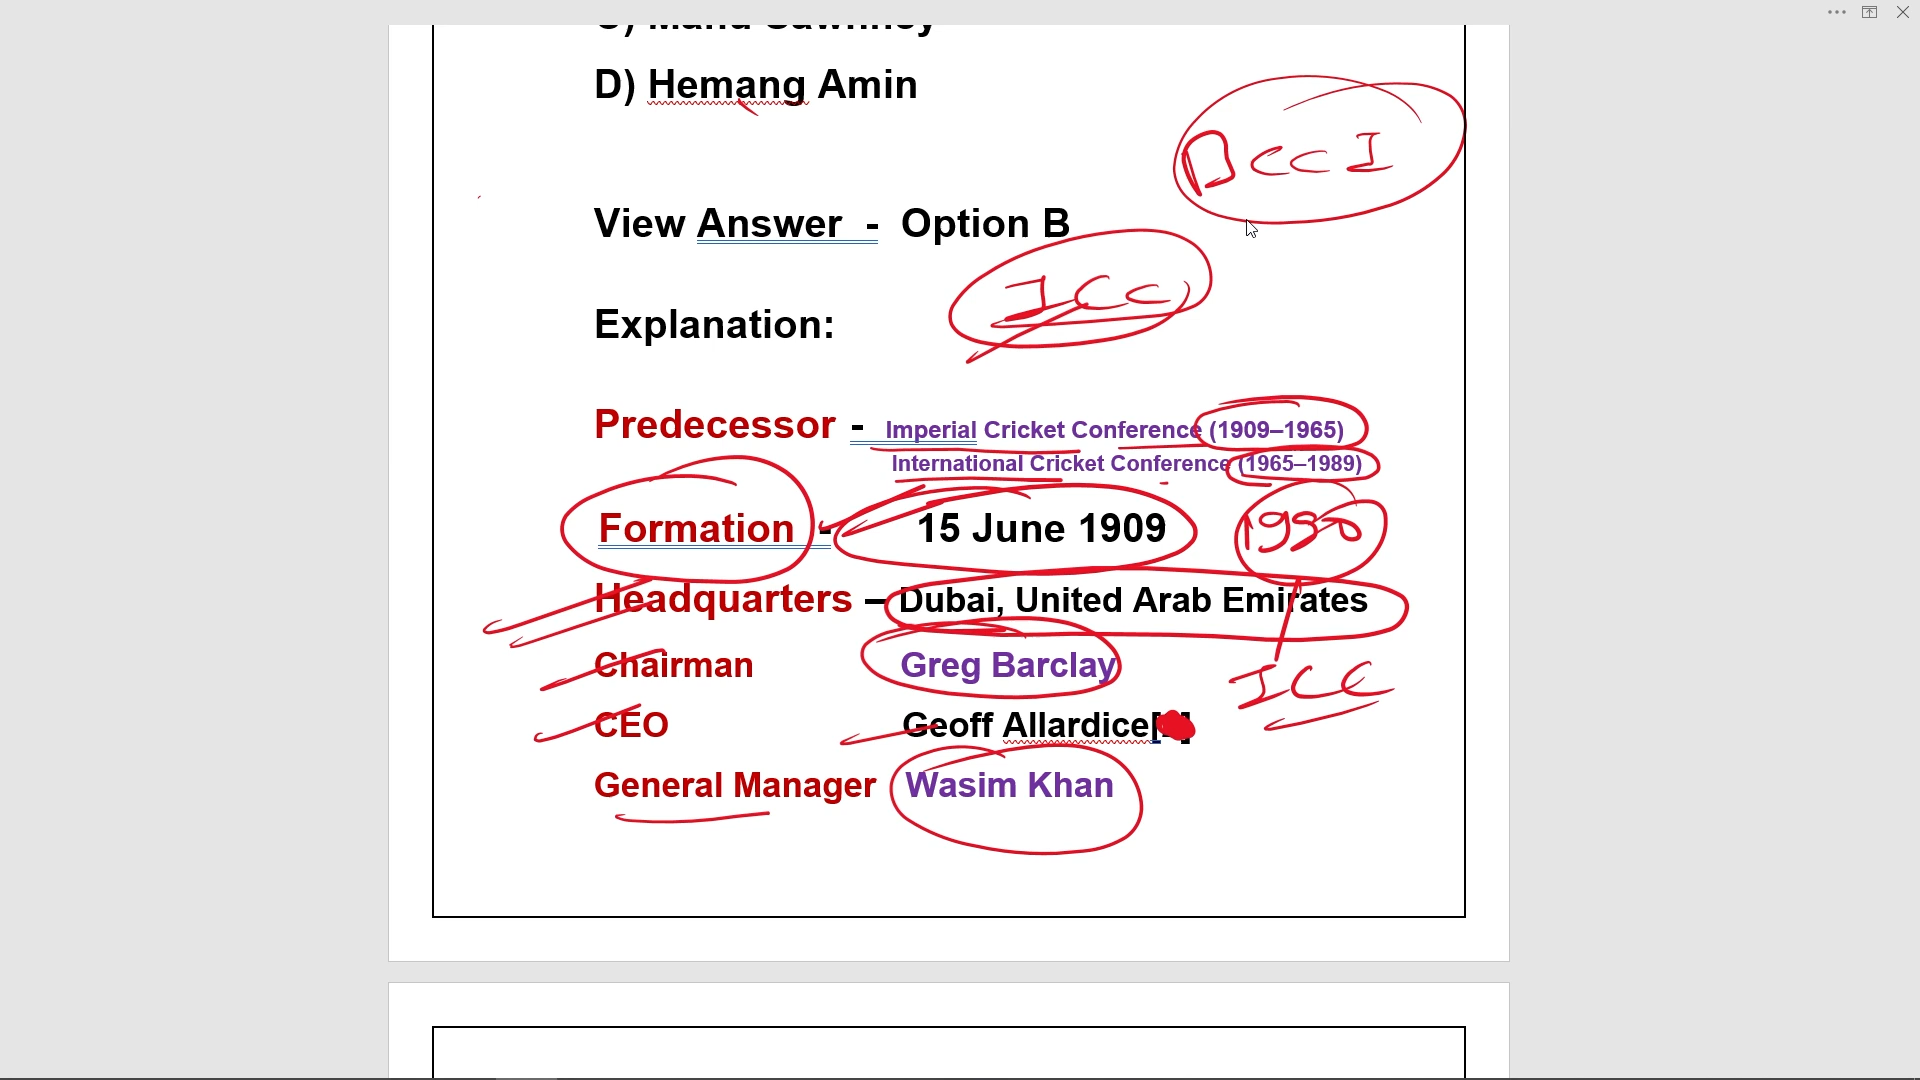 C) Manu Sawhney
D) Hemang Amin
BCCI
View Answer - Option B
ICC
Explanation:
Predecessor - Imperial Cricket Conference (1909–1965)
International Cricket Conference (1965–1989)
Formation - 15 June 1909
Headquarters – Dubai, United Arab Emirates
Chairman Greg Barclay
ICC
CEO Geoff Allardice[ ]
General Manager Wasim Khan